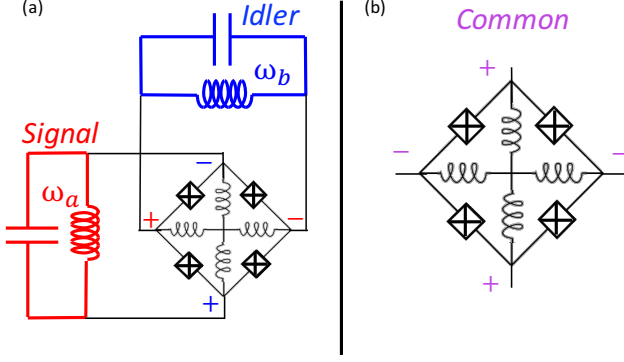 (a)
Idler
ω_b
Signal
ω_a
−
+
−
+
(b)
Common
+
−
−
+